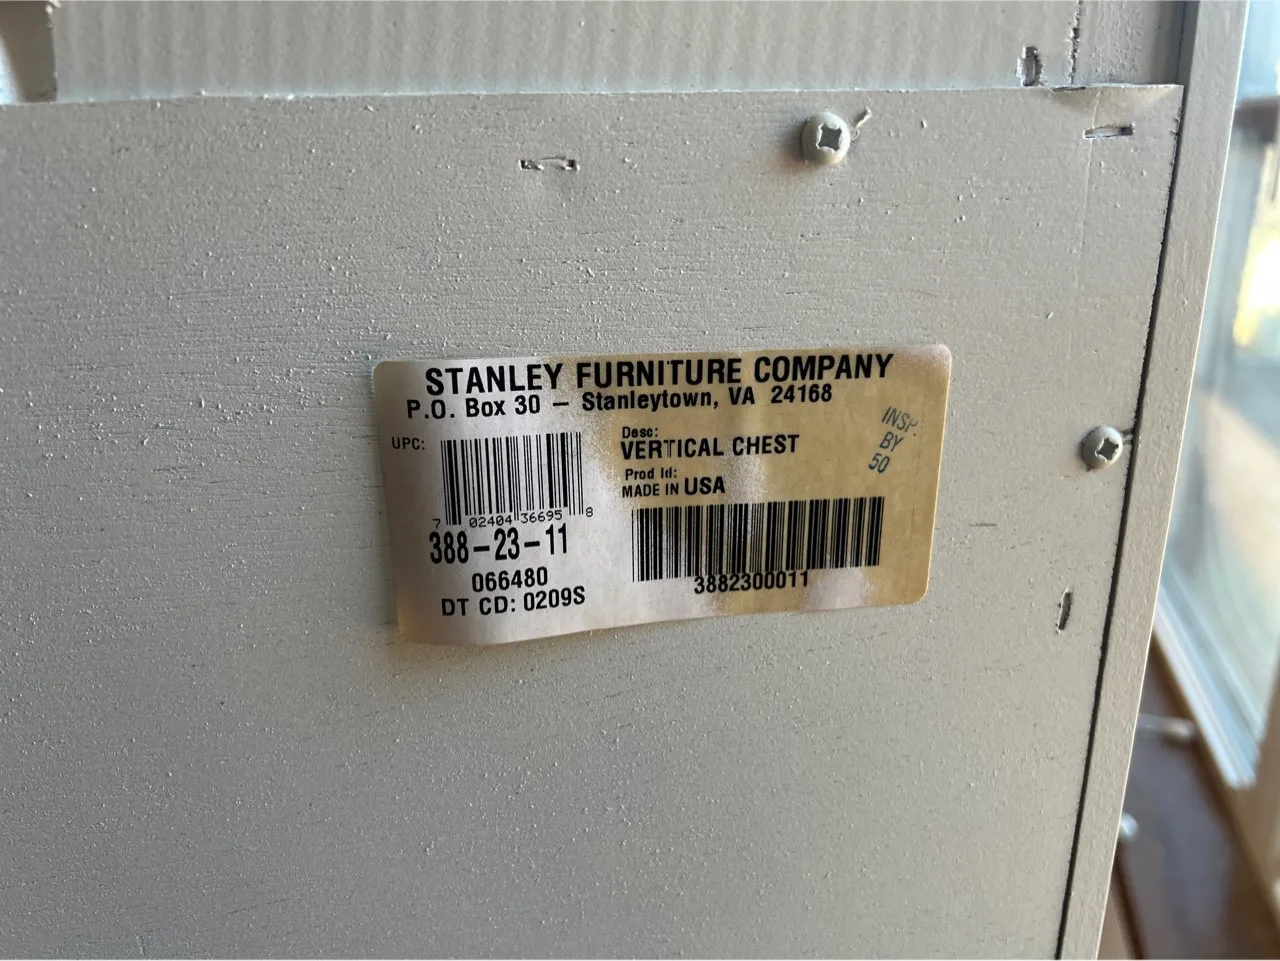 STANLEY FURNITURE COMPANY
P.O. Box 30 – Stanleytown, VA 24168
UPC:
7 02404 36695 8
388-23-11
066480
DT CD: 0209S
Desc:
VERTICAL CHEST
Prod Id:
MADE IN USA
3882300011
INSP.
BY
50